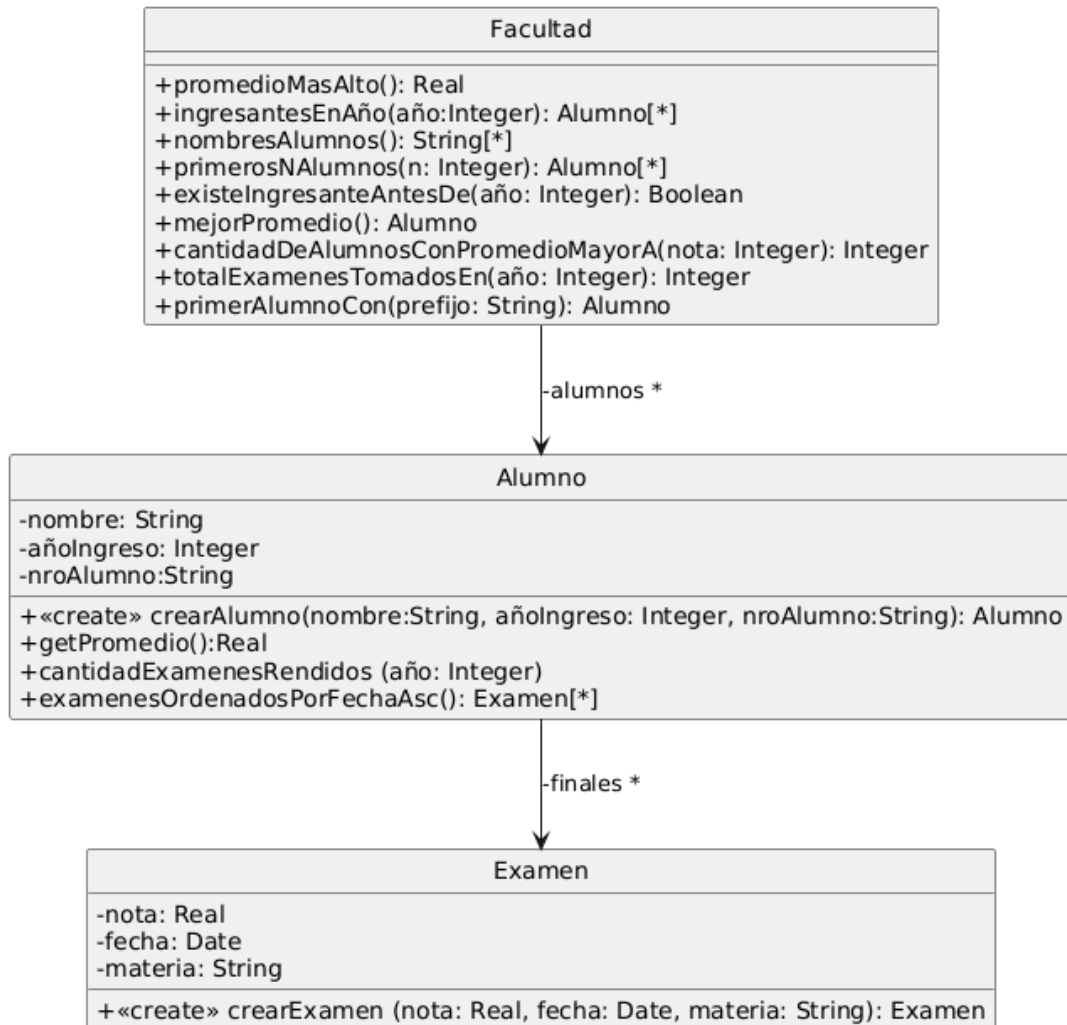 Facultad
+promedioMasAlto(): Real
+ingresantesEnAño(año:Integer): Alumno[*]
+nombresAlumnos(): String[*]
+primerosNAlumnos(n: Integer): Alumno[*]
+existeIngresanteAntesDe(año: Integer): Boolean
+mejorPromedio(): Alumno
+cantidadDeAlumnosConPromedioMayorA(nota: Integer): Integer
+totalExamenesTomadosEn(año: Integer): Integer
+primerAlumnoCon(prefijo: String): Alumno
-alumnos *
Alumno
-nombre: String
-añoIngreso: Integer
-nroAlumno:String
+«create» crearAlumno(nombre:String, añoIngreso: Integer, nroAlumno:String): Alumno
+getPromedio():Real
+cantidadExamenesRendidos (año: Integer)
+examenesOrdenadosPorFechaAsc(): Examen[*]
-finales *
Examen
-nota: Real
-fecha: Date
-materia: String
+«create» crearExamen (nota: Real, fecha: Date, materia: String): Examen